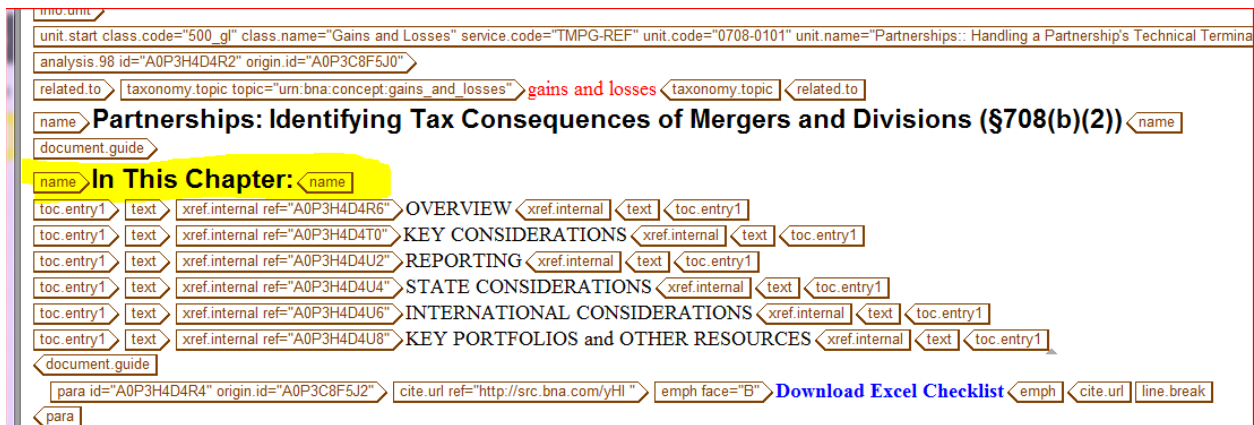 info.unit
unit.start class.code="500_gl" class.name="Gains and Losses" service.code="TMPG-REF" unit.code="0708-0101" unit.name="Partnerships:: Handling a Partnership's Technical Termina
analysis.98 id="A0P3H4D4R2" origin.id="A0P3C8F5J0"
related.to taxonomy.topic topic="urn:bna:concept:gains_and_losses" gains and losses taxonomy.topic related.to
name Partnerships: Identifying Tax Consequences of Mergers and Divisions (§708(b)(2)) name
document.guide
name In This Chapter: name
toc.entry1 text xref.internal ref="A0P3H4D4R6" OVERVIEW xref.internal text toc.entry1
toc.entry1 text xref.internal ref="A0P3H4D4T0" KEY CONSIDERATIONS xref.internal text toc.entry1
toc.entry1 text xref.internal ref="A0P3H4D4U2" REPORTING xref.internal text toc.entry1
toc.entry1 text xref.internal ref="A0P3H4D4U4" STATE CONSIDERATIONS xref.internal text toc.entry1
toc.entry1 text xref.internal ref="A0P3H4D4U6" INTERNATIONAL CONSIDERATIONS xref.internal text toc.entry1
toc.entry1 text xref.internal ref="A0P3H4D4U8" KEY PORTFOLIOS and OTHER RESOURCES xref.internal text toc.entry1
document.guide
para id="A0P3H4D4R4" origin.id="A0P3C8F5J2" cite.url ref="http://src.bna.com/yHI " emph face="B" Download Excel Checklist emph cite.url line.break
para